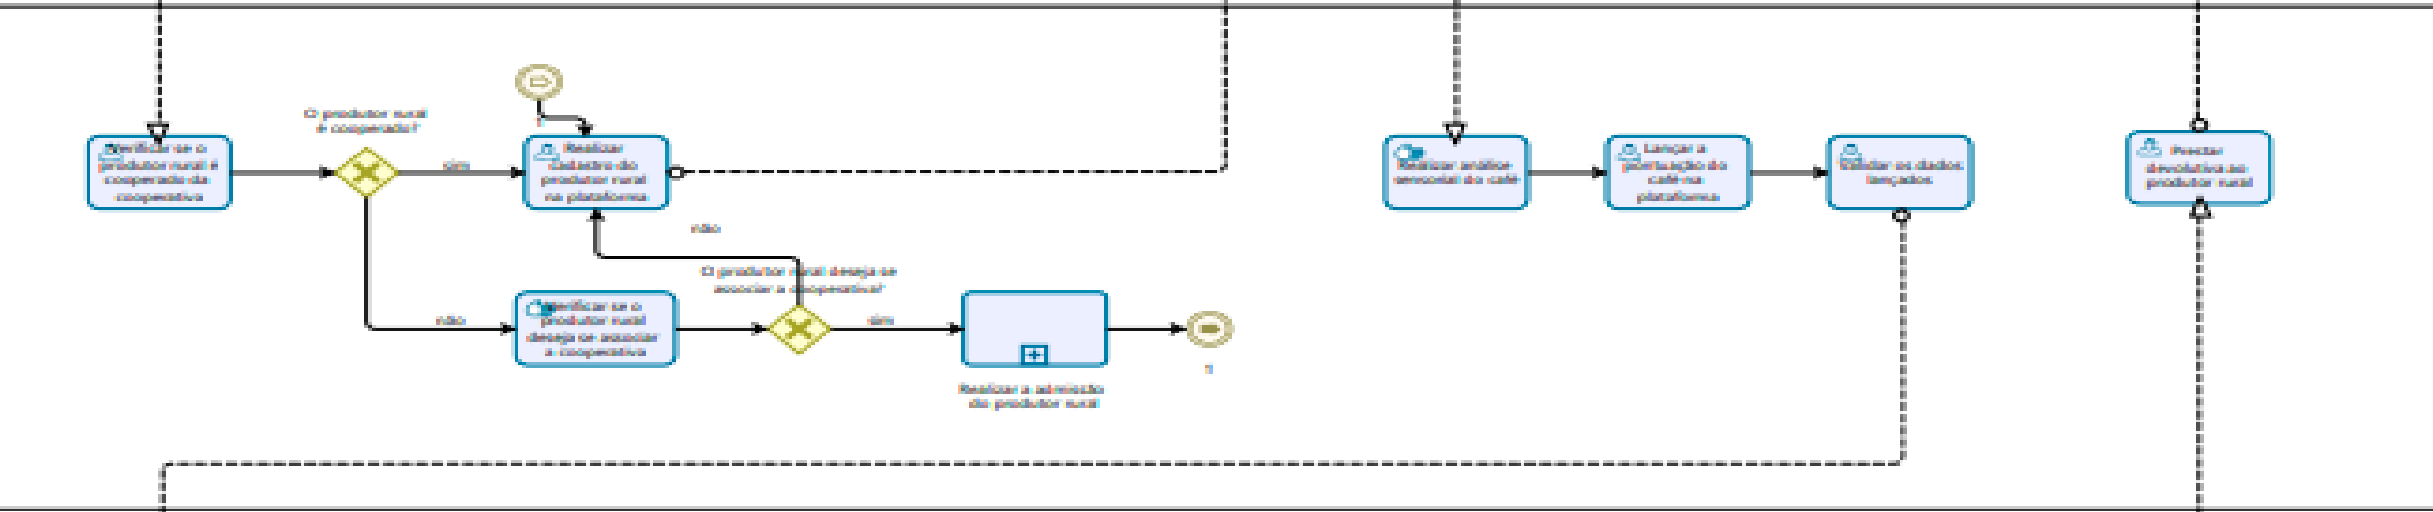 O produtor rural
é cooperado?
Verificar se o
produtor rural é
cooperado da
cooperativa
sim
1
Realizar
cadastro do
produtor rural
na plataforma
Realizar análise
sensorial do café
Lançar a
pontuação do
café na
plataforma
Validar os dados
lançados
Prestar
devolutiva ao
produtor rural
não
O produtor rural deseja se
associar a cooperativa?
não
Verificar se o
produtor rural
deseja se associar
a cooperativa
sim
1
Realizar a admissão
do produtor rural